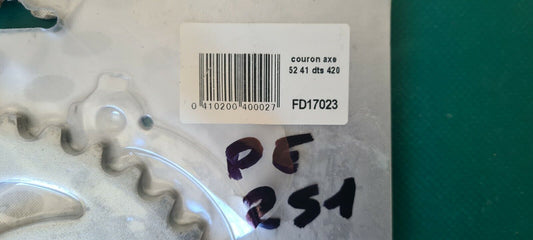 couron axe
52 41 dts 420
0 410200 400027
FD17023
PE
251